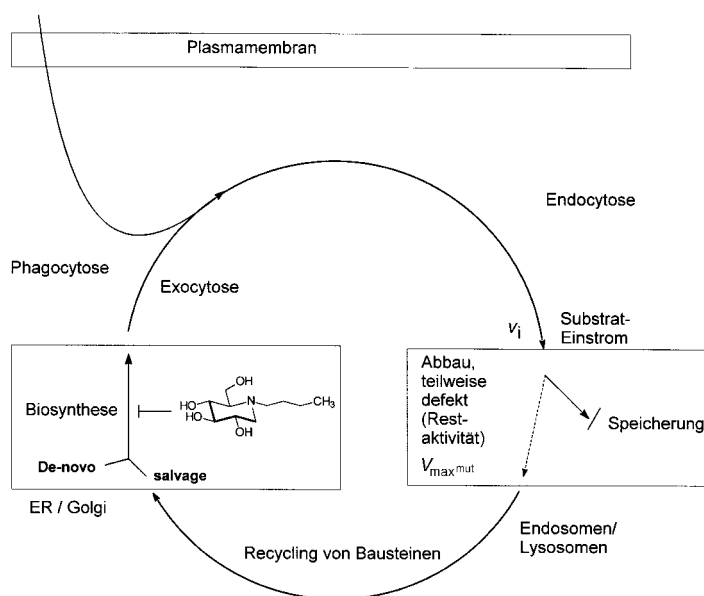 Plasmamembran
Endocytose
Phagocytose
Exocytose
vi
Substrat-
Einstrom
Biosynthese
OH
HO
HO
OH
N
CH3
De-novo
salvage
ER / Golgi
Abbau,
teilweise
defekt
(Rest-
aktivität)
Vmax mut
Speicherung
Endosomen/
Lysosomen
Recycling von Bausteinen